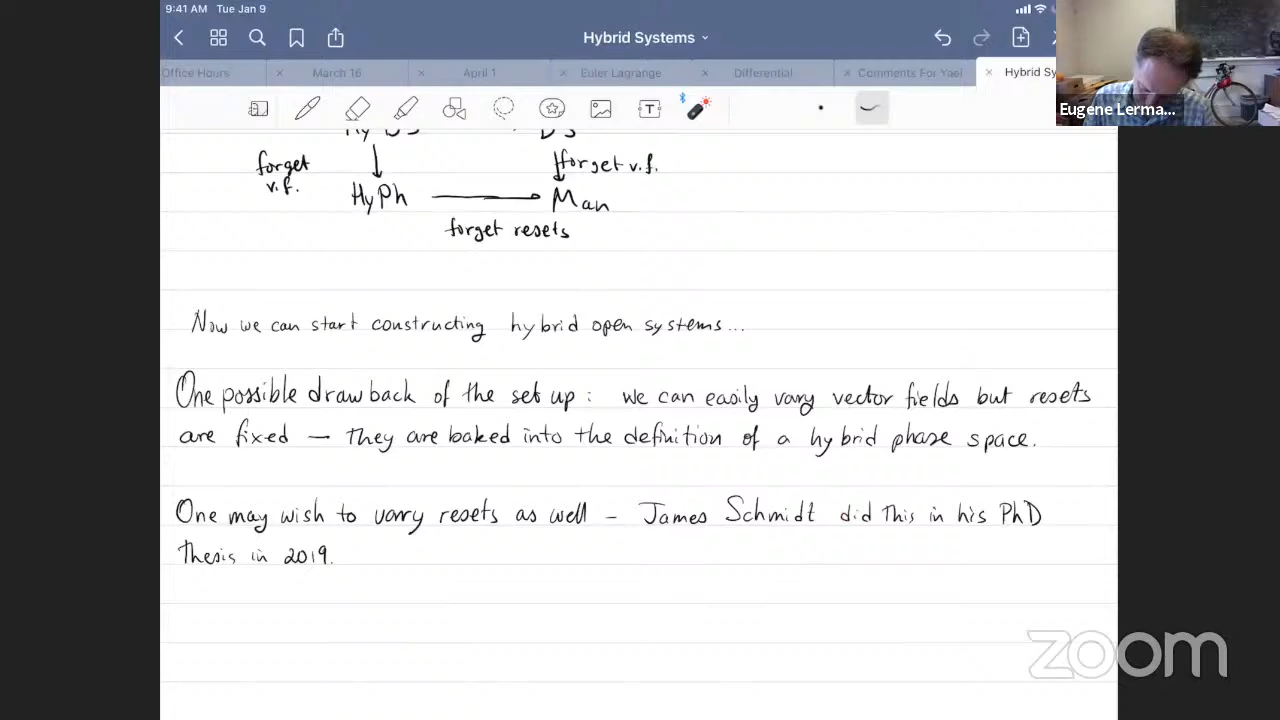 9:41 AM Tue Jan 9
Hybrid Systems
Office Hours
March 16
April 1
Euler Lagrange
Differential
Comments For Yael
Hybrid Sy
Eugene Lerma...
forget v.f.
forget v.f.
HyPh
Man
forget resets
Now we can start constructing hybrid open systems...
One possible drawback of the set up: we can easily vary vector fields but resets
are fixed — they are baked into the definition of a hybrid phase space.
One may wish to vary resets as well – James Schmidt did this in his PhD
thesis in 2019.
zoom